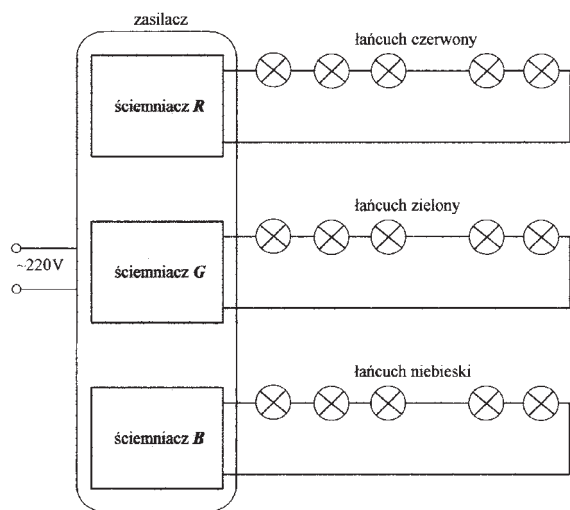 zasilacz
łańcuch czerwony
ściemniacz R
łańcuch zielony
~220V
ściemniacz G
łańcuch niebieski
ściemniacz B